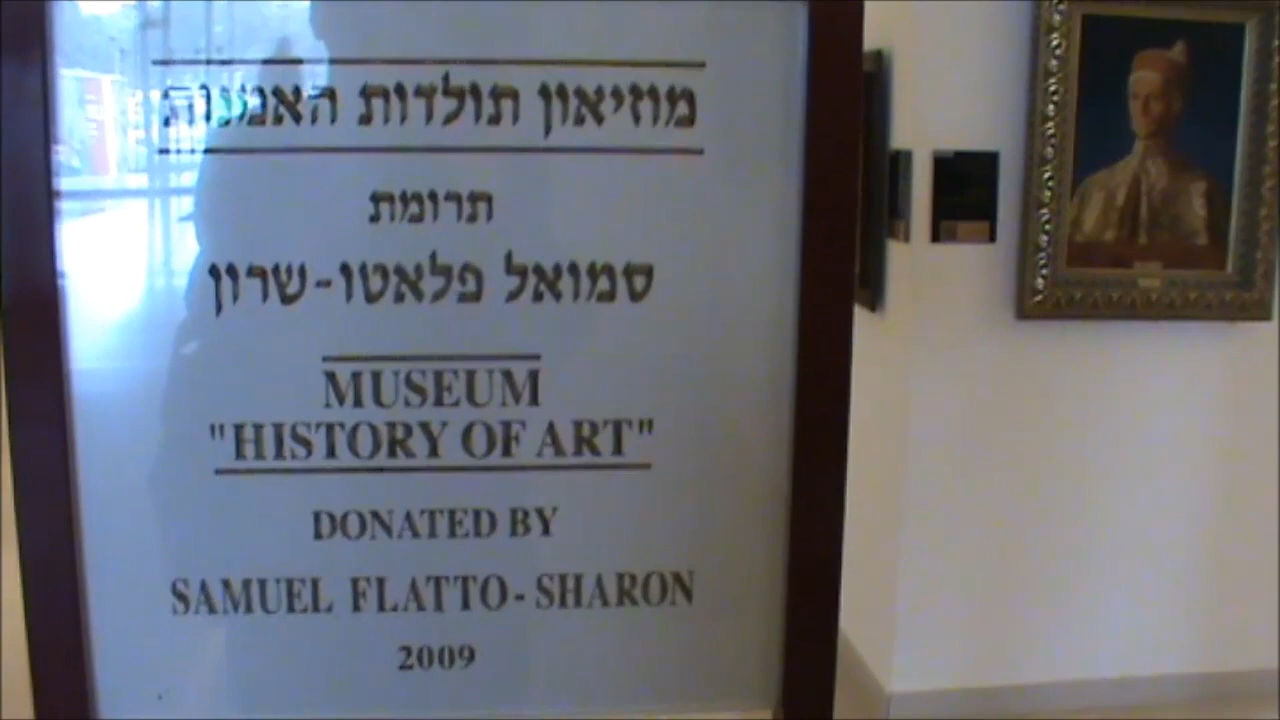 מוזיאון תולדות האמנות
תרומת
סמואל פלאטו-שרון
MUSEUM
"HISTORY OF ART"
DONATED BY
SAMUEL FLATTO-SHARON
2009